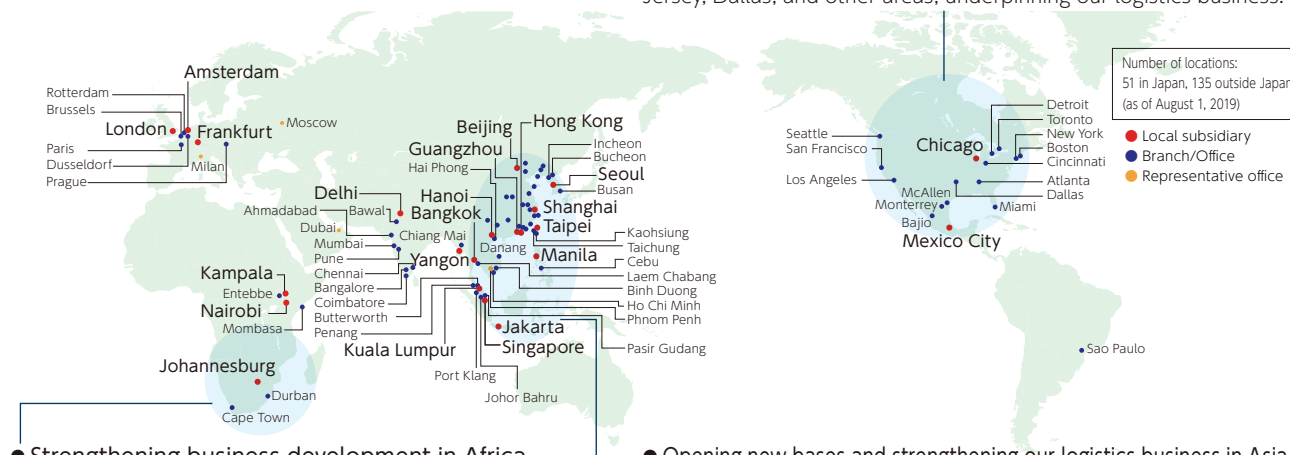 Jersey, Dallas, and other areas, underpinning our logistics business.
Number of locations:
51 in Japan, 135 outside Japan
(as of August 1, 2019)
Local subsidiary
Branch/Office
Representative office
Amsterdam
Rotterdam
Brussels
London
Frankfurt
Moscow
Paris
Dusseldorf
Milan
Prague
Beijing
Hong Kong
Guangzhou
Hai Phong
Incheon
Bucheon
Seoul
Busan
Delhi
Hanoi
Bawal
Ahmadabad
Bangkok
Shanghai
Dubai
Chiang Mai
Taipei
Kaohsiung
Mumbai
Danang
Taichung
Pune
Yangon
Manila
Cebu
Chennai
Laem Chabang
Kampala
Bangalore
Binh Duong
Entebbe
Coimbatore
Ho Chi Minh
Nairobi
Butterworth
Phnom Penh
Mombasa
Penang
Jakarta
Kuala Lumpur
Singapore
Pasir Gudang
Port Klang
Johor Bahru
Johannesburg
Durban
Cape Town
Seattle
San Francisco
Los Angeles
Chicago
Detroit
Toronto
New York
Boston
Cincinnati
Atlanta
Dallas
McAllen
Monterrey
Miami
Bajio
Mexico City
Sao Paulo
● Strengthening business development in Africa
● Opening new bases and strengthening our logistics business in Asia